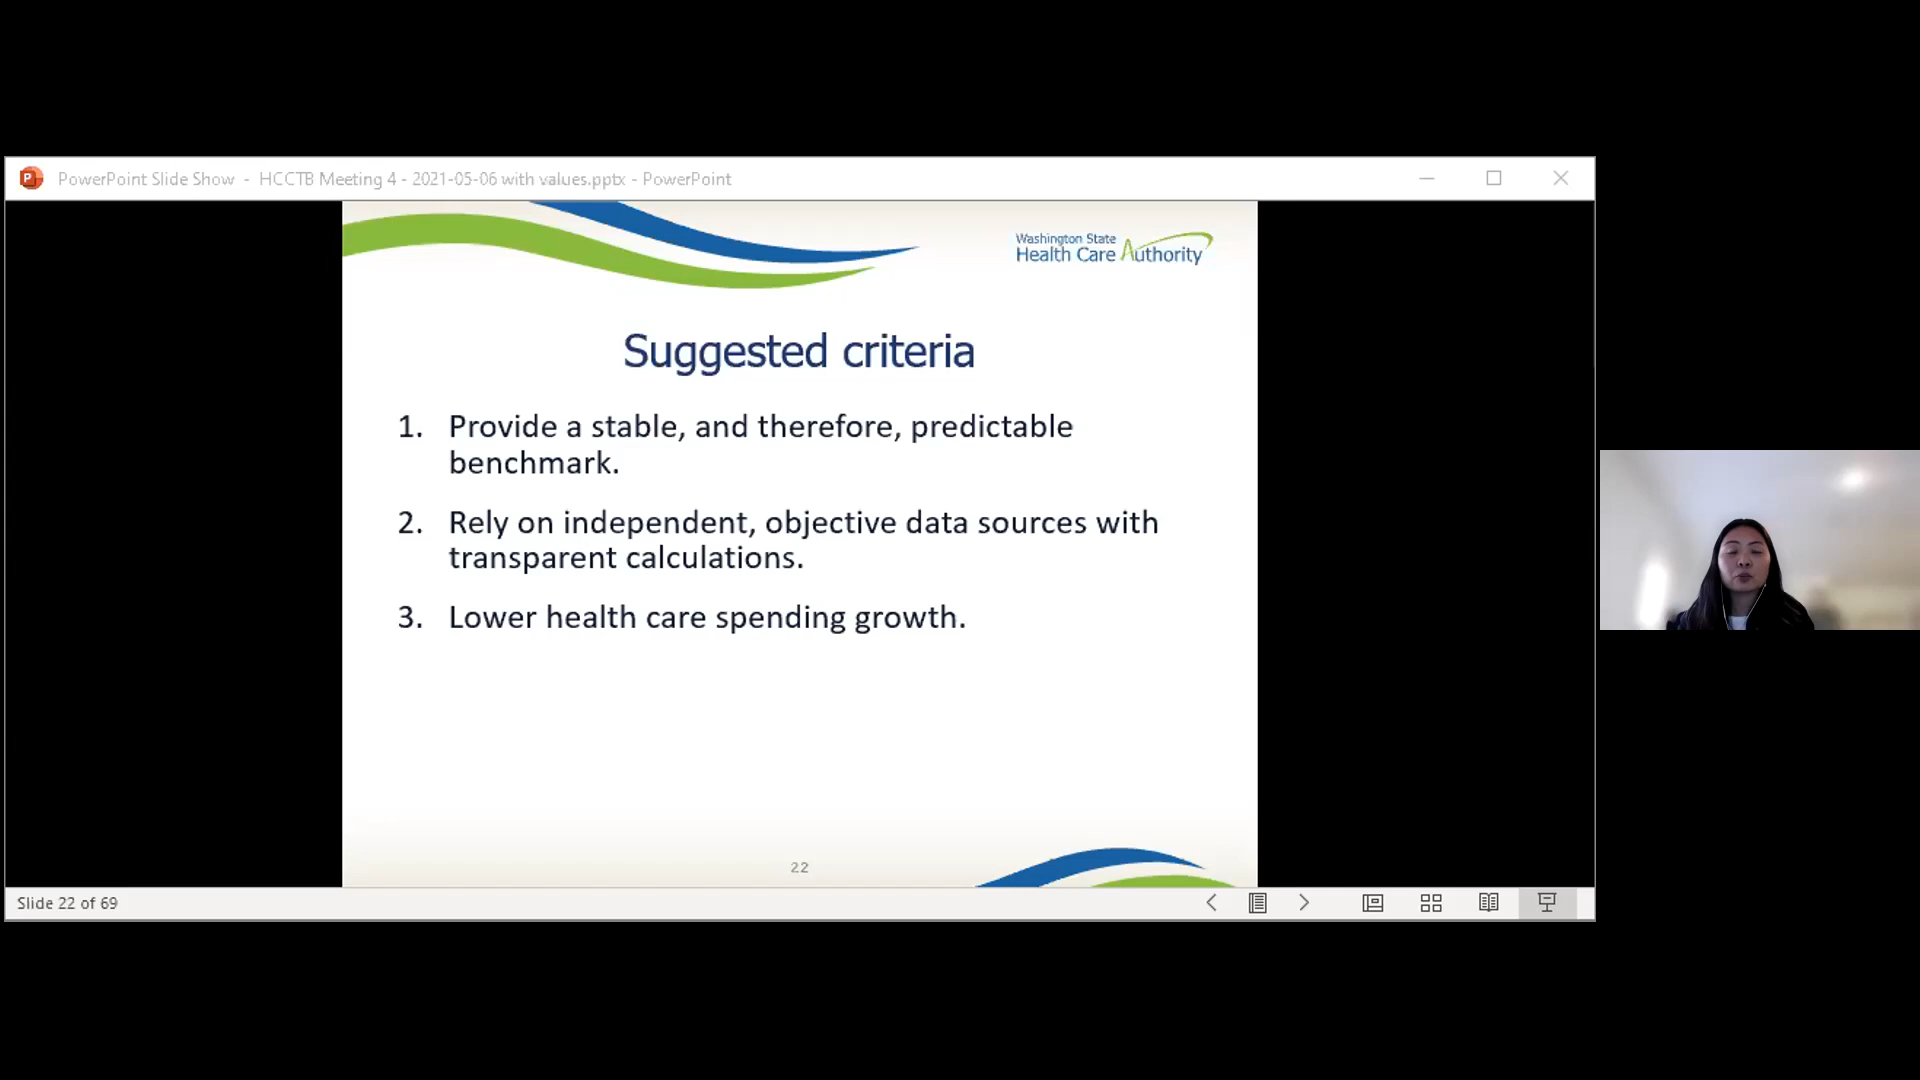 PowerPoint Slide Show - HCCTB Meeting 4 - 2021-05-06 with values.pptx - PowerPoint
Washington State
Health Care Authority
Suggested criteria
1. Provide a stable, and therefore, predictable
benchmark.
2. Rely on independent, objective data sources with
transparent calculations.
3. Lower health care spending growth.
22
Slide 22 of 69